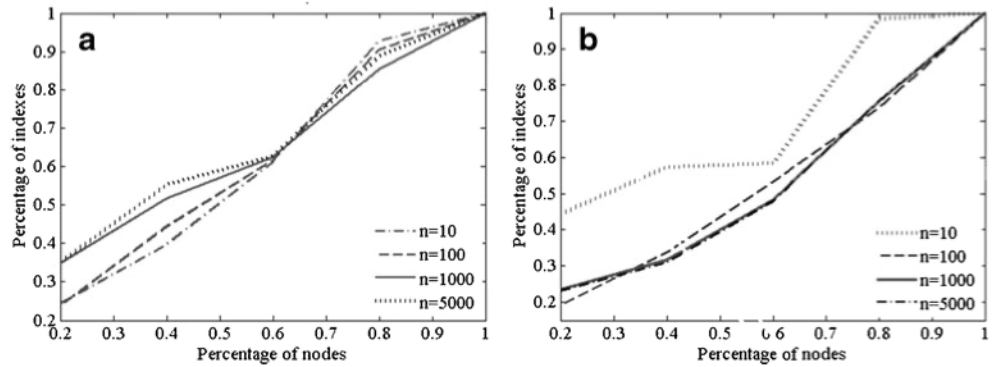 a
1
0.9
0.8
0.7
0.6
0.5
0.4
0.3
0.2
Percentage of indexes
0.2 0.3 0.4 0.5 0.6 0.7 0.8 0.9 1
Percentage of nodes
n=10
n=100
n=1000
n=5000
b
1
0.9
0.8
0.7
0.6
0.5
0.4
0.3
0.2
Percentage of indexes
0.2 0.3 0.4 0.5 0 6 0.7 0.8 0.9 1
Percentage of nodes
n=10
n=100
n=1000
n=5000